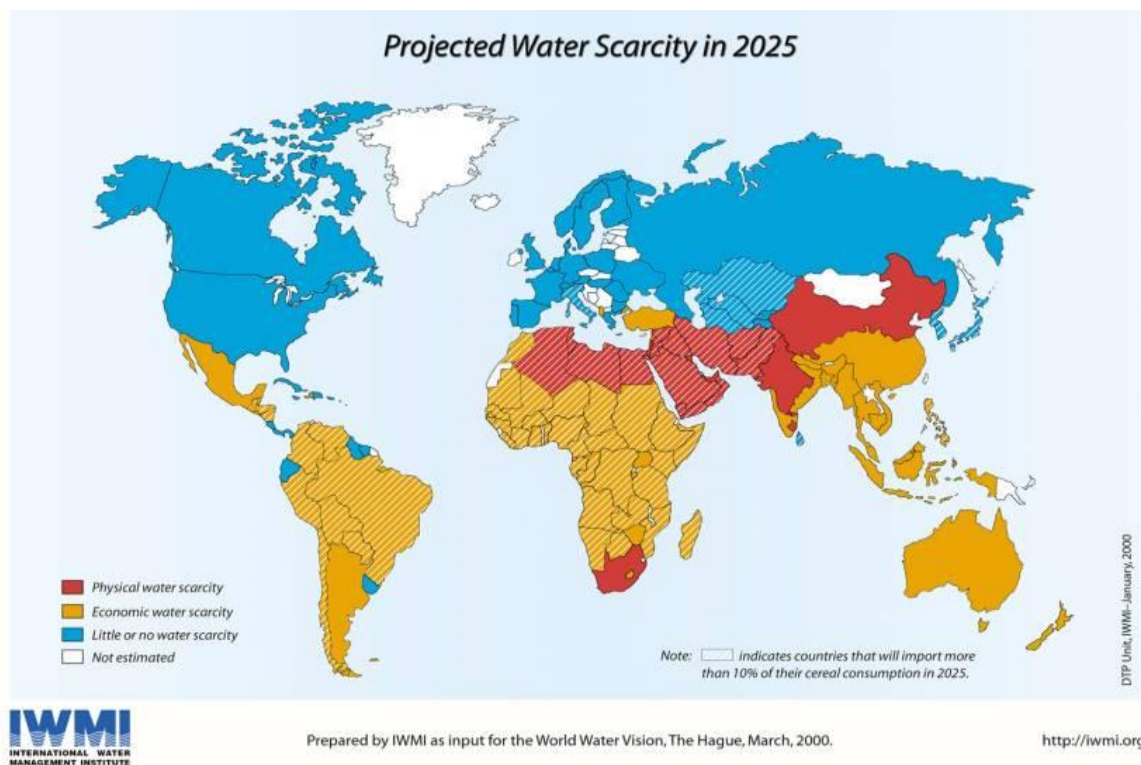 Projected Water Scarcity in 2025
Physical water scarcity
Economic water scarcity
Little or no water scarcity
Not estimated
Note: indicates countries that will import more
than 10% of their cereal consumption in 2025.
DTP Unit, IWMI-January, 2000
IWMI
INTERNATIONAL WATER
MANAGEMENT INSTITUTE
Prepared by IWMI as input for the World Water Vision, The Hague, March, 2000.
http://iwmi.org